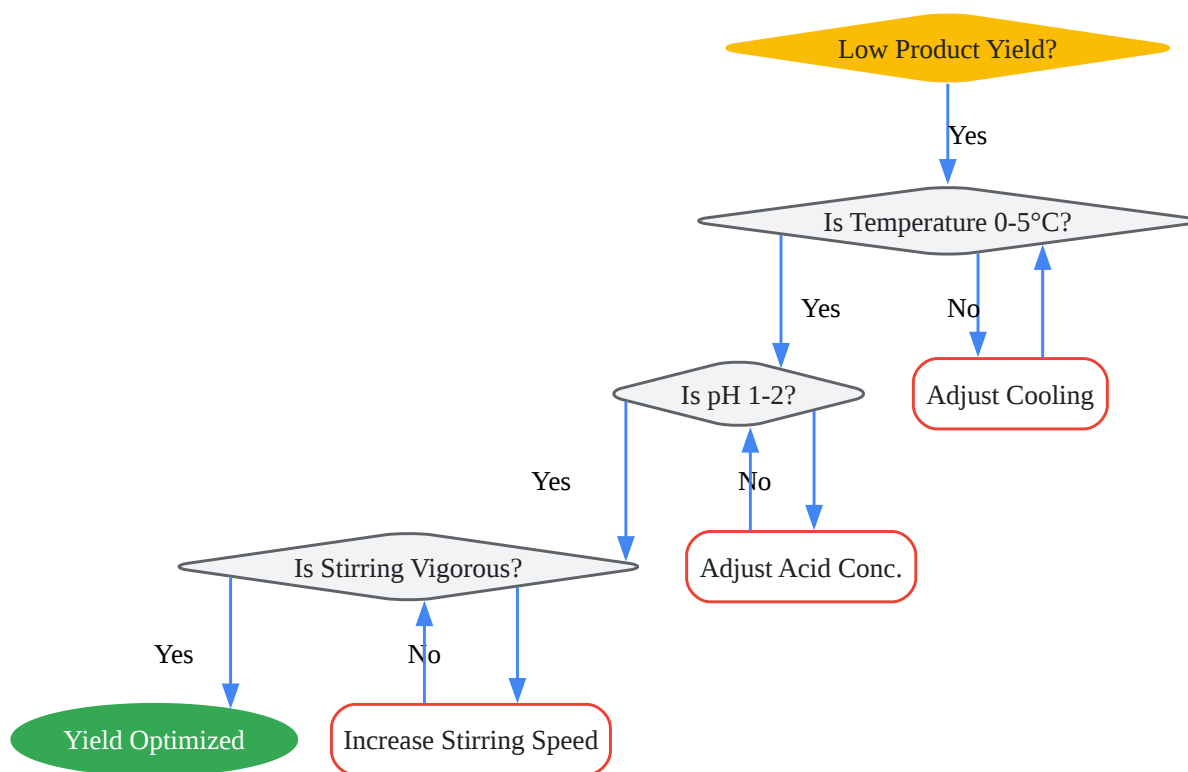 Low Product Yield?
Yes
Is Temperature 0-5°C?
Yes
No
Is pH 1-2?
Adjust Cooling
Yes
No
Is Stirring Vigorous?
Adjust Acid Conc.
Yes
No
Yield Optimized
Increase Stirring Speed